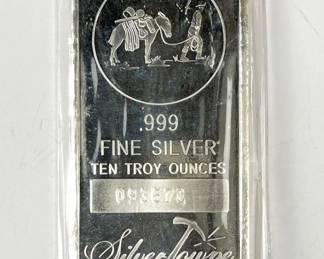 .999
FINE SILVER
TEN TROY OUNCES
SilverTowne